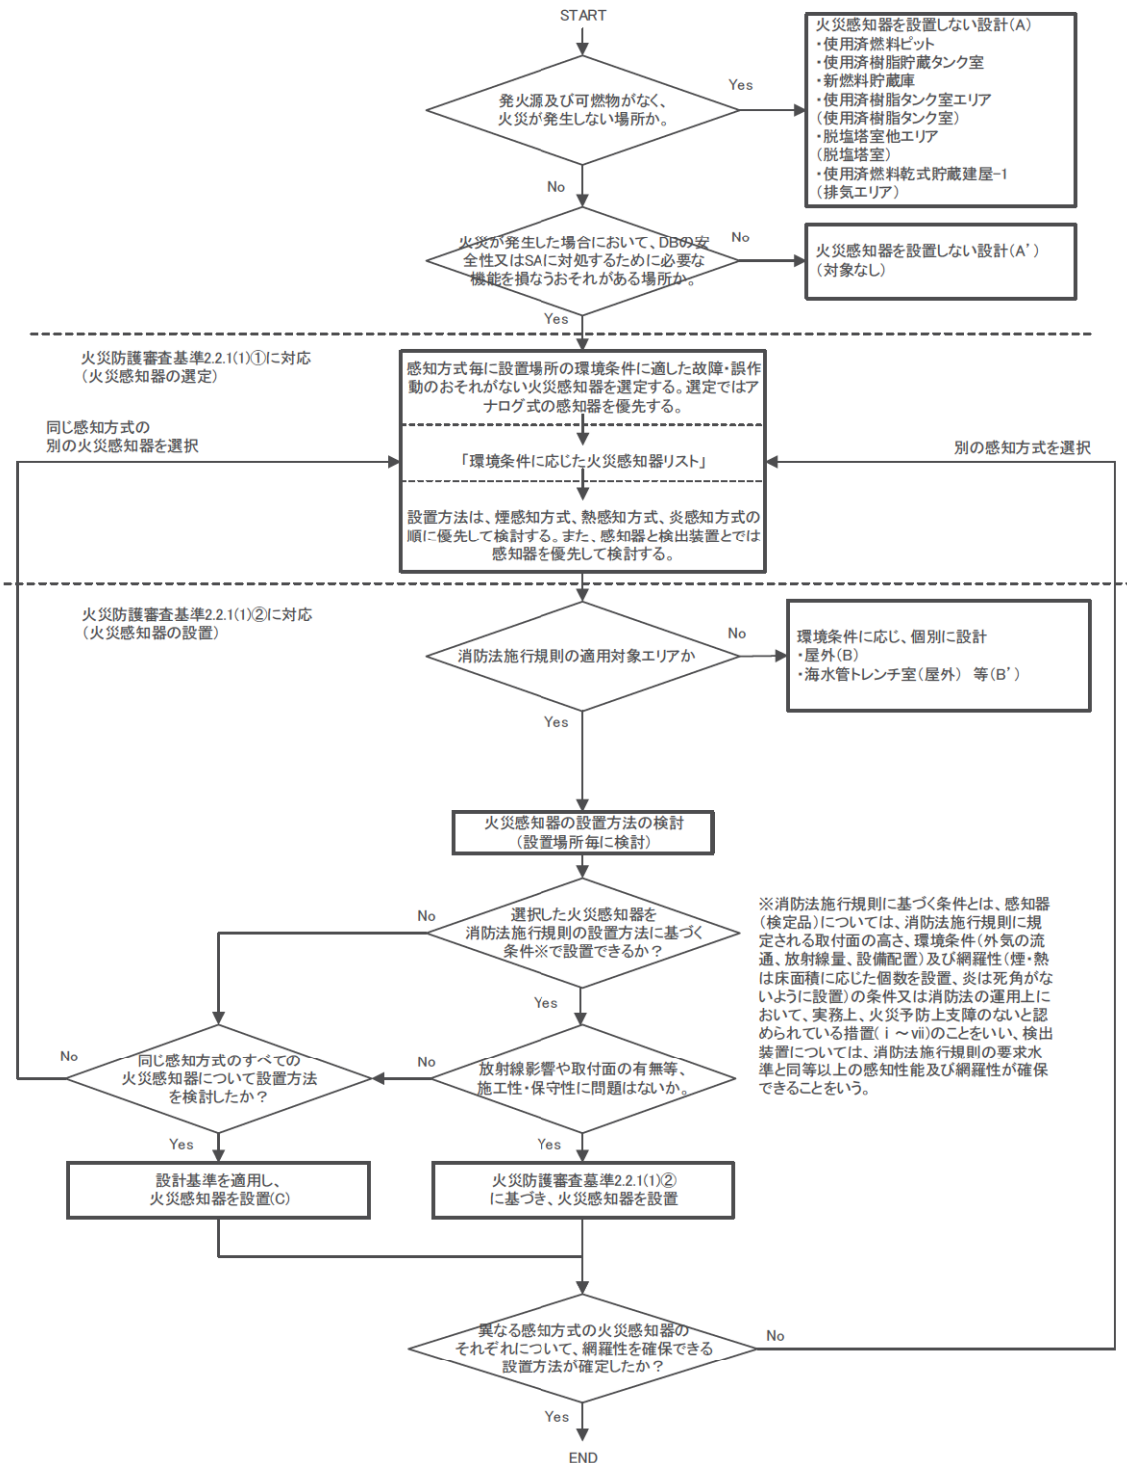 START
発火源及び可燃物がなく、
火災が発生しない場所か。
Yes
火災感知器を設置しない設計(A)
・使用済燃料ピット
・使用済樹脂貯蔵タンク室
・新燃料貯蔵庫
・使用済樹脂タンク室エリア
(使用済樹脂タンク室)
・脱塩塔室他エリア
(脱塩塔室)
・使用済燃料乾式貯蔵建屋-1
(排気エリア)
No
火災が発生した場合において、DBの安
全性又はSAに対処するために必要な
機能を損なうおそれがある場所か。
No
火災感知器を設置しない設計(A’)
(対象なし)
Yes
火災防護審査基準2.2.1(1)①に対応
(火災感知器の選定)
感知方式毎に設置場所の環境条件に適した故障・誤作
動のおそれがない火災感知器を選定する。選定ではア
ナログ式の感知器を優先する。
同じ感知方式の
別の火災感知器を選択
「環境条件に応じた火災感知器リスト」
別の感知方式を選択
設置方法は、煙感知方式、熱感知方式、炎感知方式の
順に優先して検討する。また、感知器と検出装置とでは
感知器を優先して検討する。
火災防護審査基準2.2.1(1)②に対応
(火災感知器の設置)
消防法施行規則の適用対象エリアか
No
環境条件に応じ、個別に設計
・屋外(B)
・海水管トレンチ室(屋外) 等(B’)
Yes
火災感知器の設置方法の検討
(設置場所毎に検討)
選択した火災感知器を
消防法施行規則の設置方法に基づく
条件※で設置できるか?
No
Yes
※消防法施行規則に基づく条件とは、感知器
(検定品)については、消防法施行規則に規
定される取付面の高さ、環境条件(外気の流
通、放射線量、設備配置)及び網羅性(煙・熱
は床面積に応じた個数を設置、炎は死角がな
いように設置)の条件又は消防法の運用上に
おいて、実務上、火災予防上支障のないと認
められている措置(ⅰ～ⅶ)のことをいい、検出
装置については、消防法施行規則の要求水
準と同等以上の感知性能及び網羅性が確保
できることをいう。
No
同じ感知方式のすべての
火災感知器について設置方法
を検討したか?
No
放射線影響や取付面の有無等、
施工性・保守性に問題はないか。
Yes
Yes
設計基準を適用し、
火災感知器を設置(C)
火災防護審査墓準2.2.1(1)②
に基づき、火災感知器を設置
異なる感知方式の火災感知器の
それぞれについて、網羅性を確保できる
設置方法が確定したか?
No
Yes
END